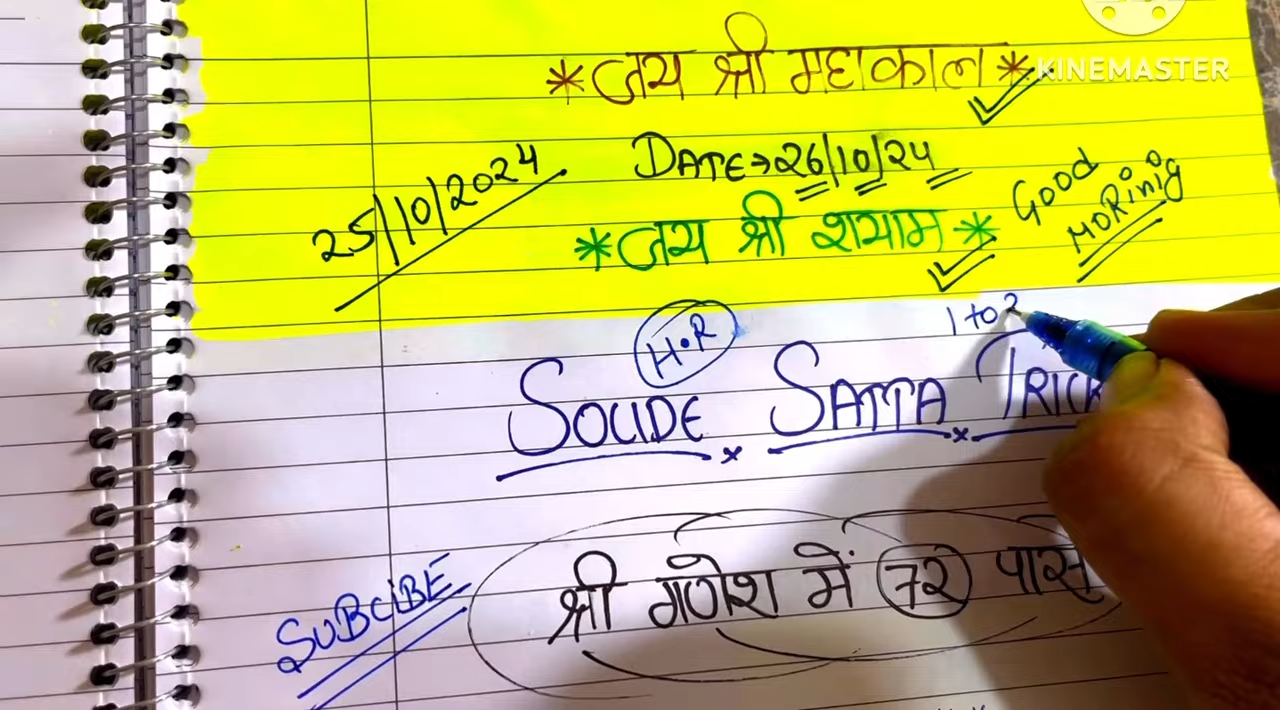 *जय श्री महाकाल*
KINEMASTER
DATE→26/10/24
25/10/2024
*जय श्री शयाम*
GOOD
MORinig
H.R
1 to 2
SOLIDE SATTA TRICK
श्री गणेश में 72 पास
SUBCIBE